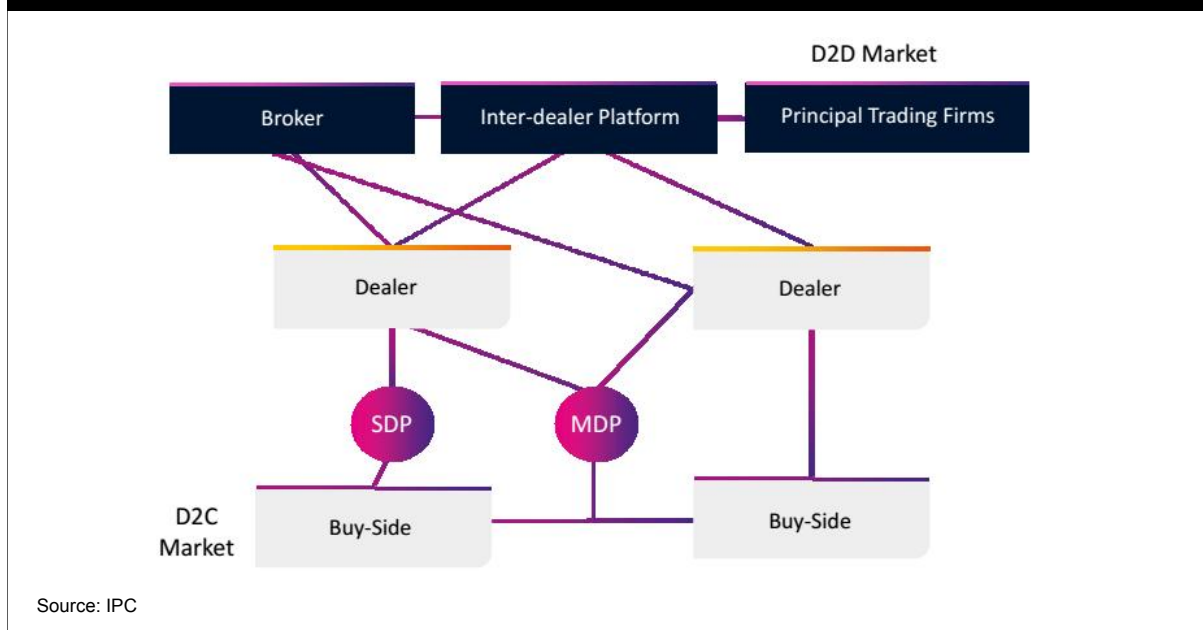 D2D Market
Broker
Inter-dealer Platform
Principal Trading Firms
Dealer
Dealer
SDP
MDP
D2C
Market
Buy-Side
Buy-Side
Source: IPC